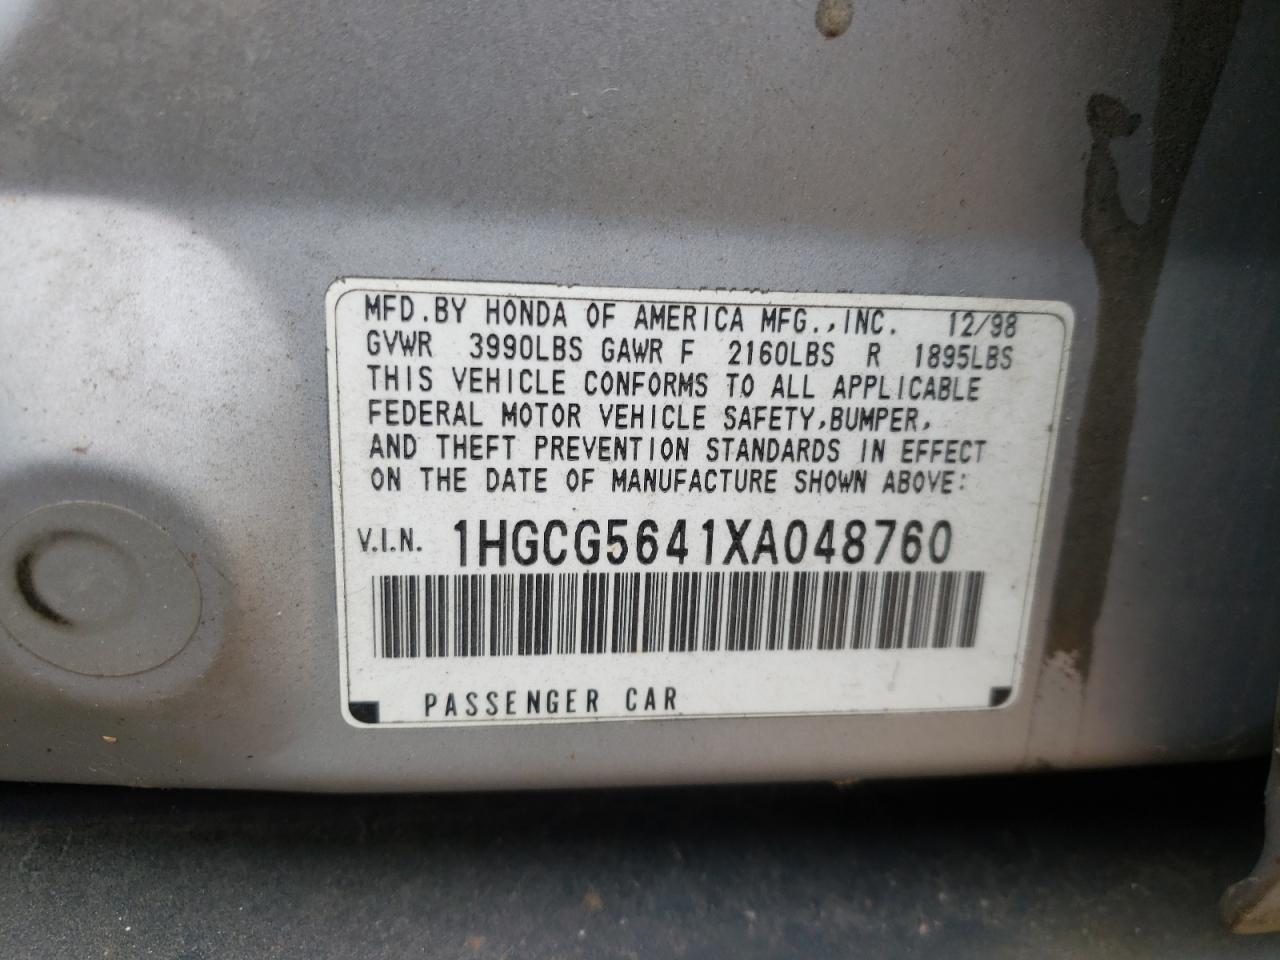 MFD.BY HONDA OF AMERICA MFG.,INC. 12/98
GVWR 3990LBS GAWR F 2160LBS R 1895LBS
THIS VEHICLE CONFORMS TO ALL APPLICABLE
FEDERAL MOTOR VEHICLE SAFETY,BUMPER,
AND THEFT PREVENTION STANDARDS IN EFFECT
ON THE DATE OF MANUFACTURE SHOWN ABOVE:
V.I.N. 1HGCG5641XA048760
PASSENGER CAR